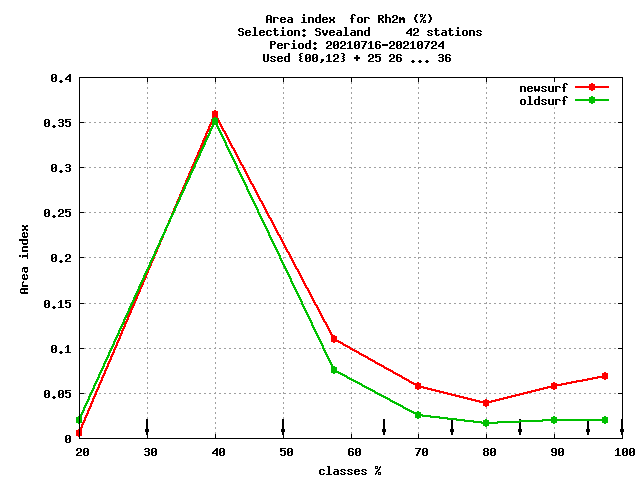 Area index  for Rh2m (%)
Selection: Svealand     42 stations
Period: 20210716-20210724
Used {00,12} + 25 26 ... 36
newsurf
oldsurf
0.4
0.35
0.3
0.25
0.2
0.15
0.1
0.05
0
Area index
20 30 40 50 60 70 80 90 100
classes %